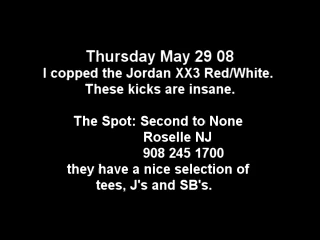 Thursday May 29 08
I copped the Jordan XX3 Red/White.
These kicks are insane.
The Spot: Second to None
Roselle NJ
908 245 1700
they have a nice selection of
tees, J's and SB's.